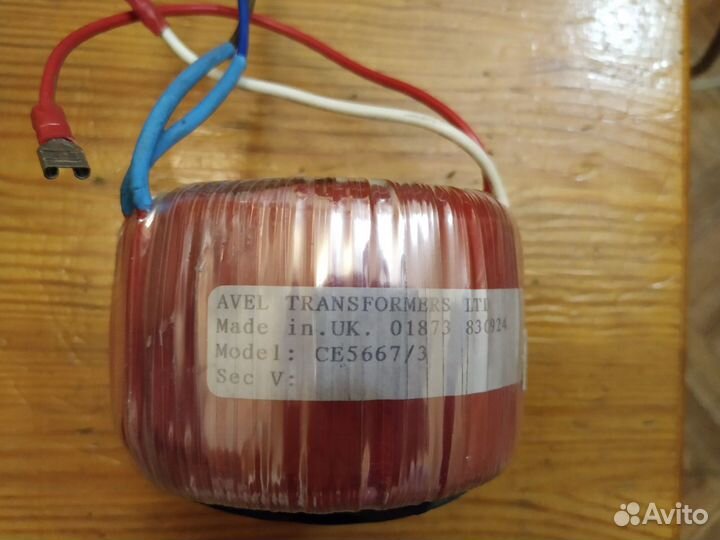 AVEL TRANSFORMERS LTD
Made in.UK. 01873 830924
Model: CE5667/3
Sec V:
Avito